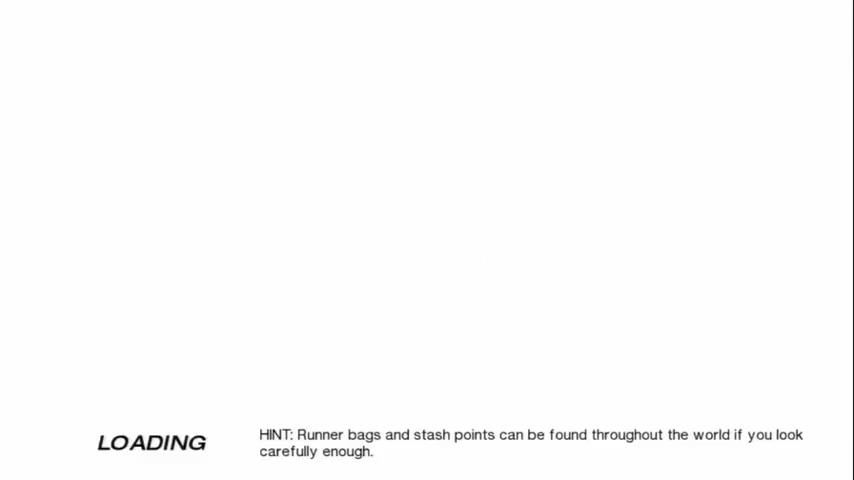 LOADING
HINT: Runner bags and stash points can be found throughout the world if you look
carefully enough.